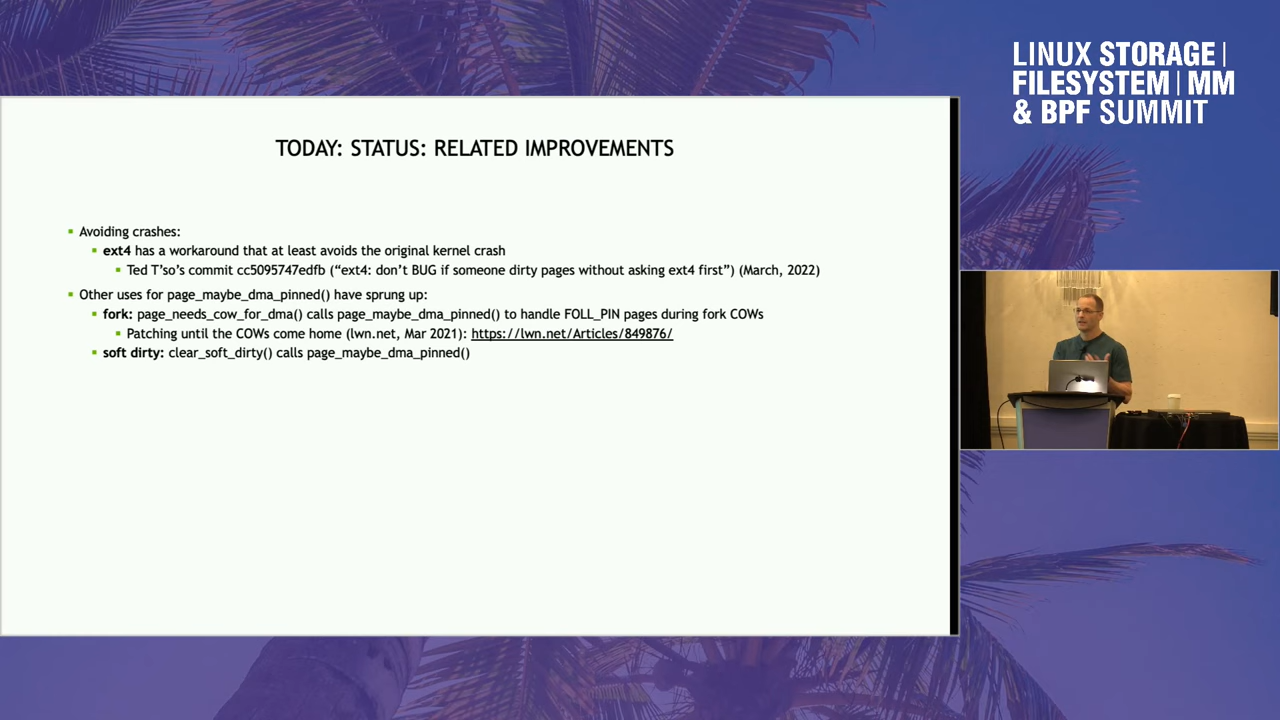 LINUX STORAGE |
FILESYSTEM | MM
& BPF SUMMIT
TODAY: STATUS: RELATED IMPROVEMENTS
▪ Avoiding crashes:
▪ ext4 has a workaround that at least avoids the original kernel crash
▪ Ted T’so’s commit cc5095747edfb (“ext4: don’t BUG if someone dirty pages without asking ext4 first”) (March, 2022)
▪ Other uses for page_maybe_dma_pinned() have sprung up:
▪ fork: page_needs_cow_for_dma() calls page_maybe_dma_pinned() to handle FOLL_PIN pages during fork COWs
▪ Patching until the COWs come home (lwn.net, Mar 2021): https://lwn.net/Articles/849876/
▪ soft dirty: clear_soft_dirty() calls page_maybe_dma_pinned()